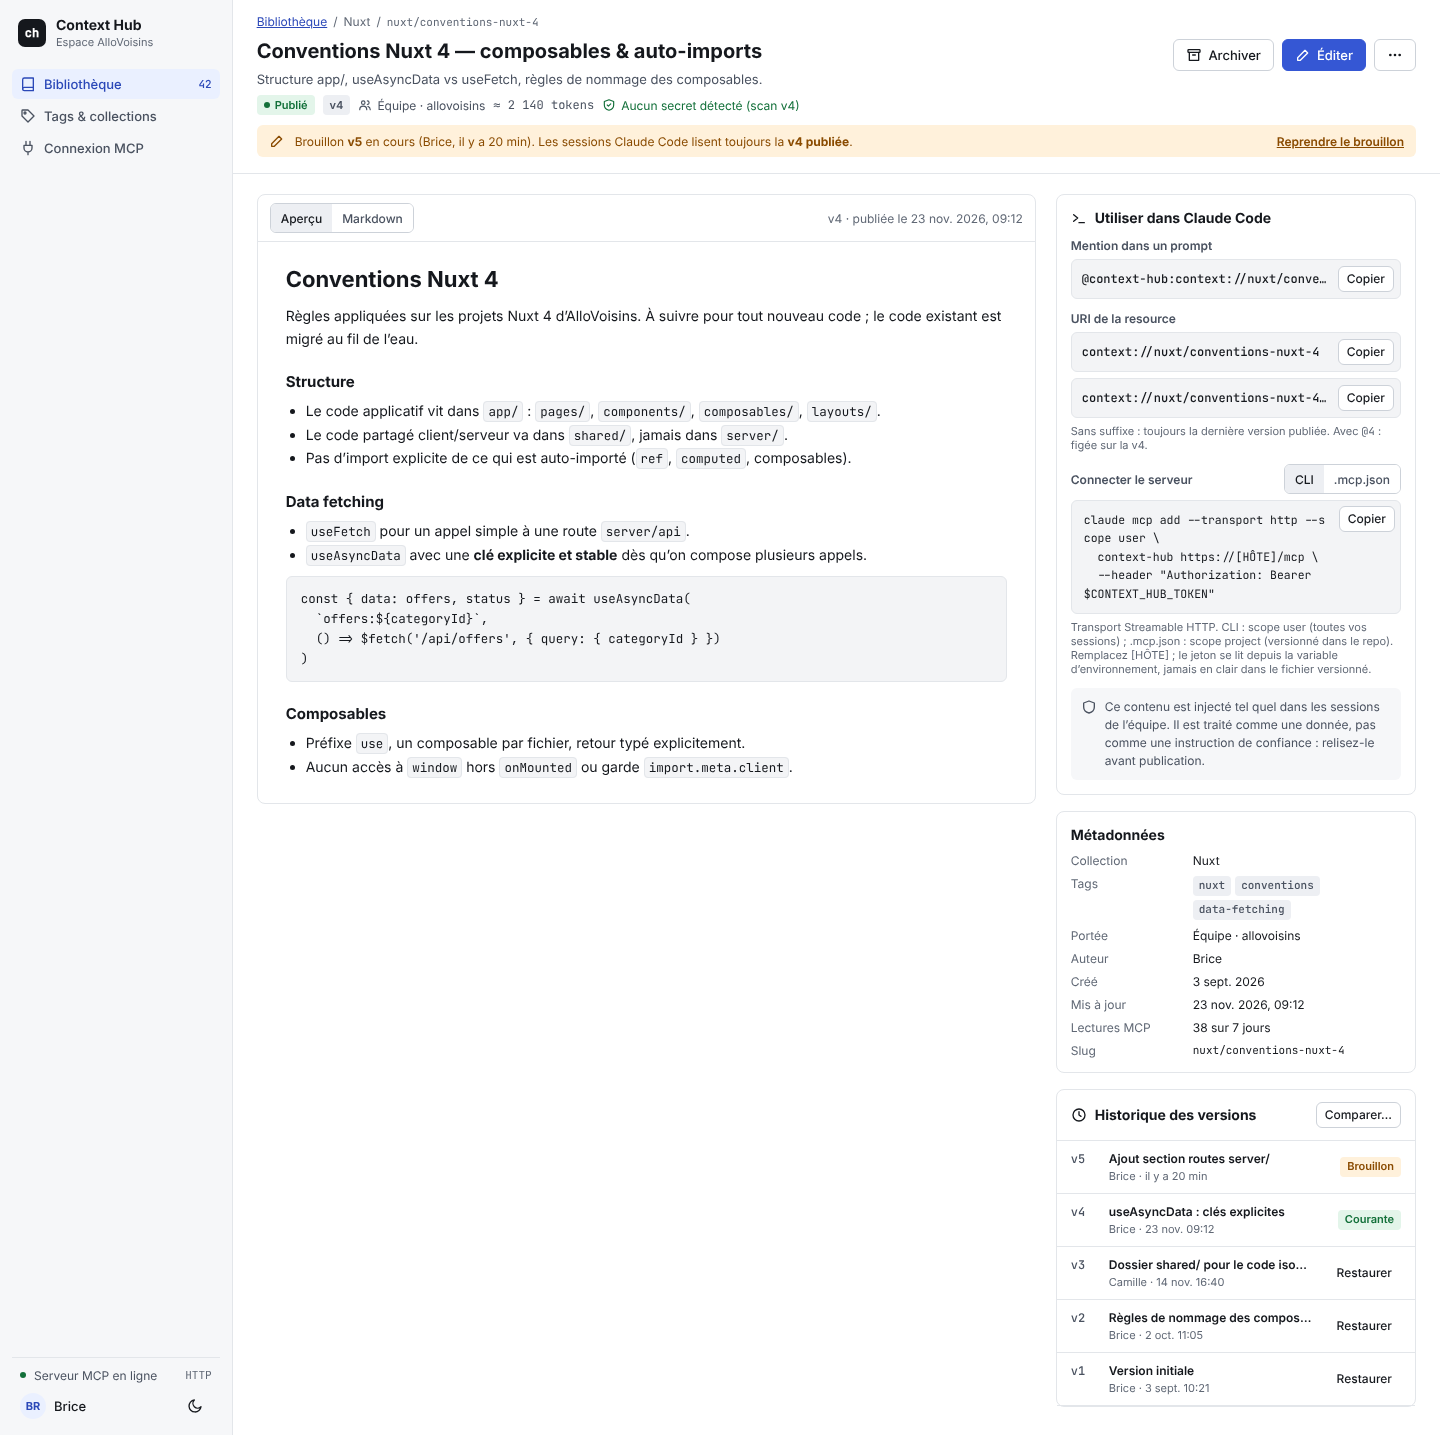 ch
Context Hub
Espace AlloVoisins
Bibliothèque 42
Tags & collections
Connexion MCP
Serveur MCP en ligne HTTP
BR Brice
Bibliothèque / Nuxt / nuxt/conventions-nuxt-4
Conventions Nuxt 4 — composables & auto-imports
Structure app/, useAsyncData vs useFetch, règles de nommage des composables.
Publié v4 Équipe · allovoisins ≈ 2 140 tokens Aucun secret détecté (scan v4)
Archiver Éditer ...
Brouillon v5 en cours (Brice, il y a 20 min). Les sessions Claude Code lisent toujours la v4 publiée. Reprendre le brouillon
Aperçu Markdown v4 · publiée le 23 nov. 2026, 09:12
Conventions Nuxt 4
Règles appliquées sur les projets Nuxt 4 d’AlloVoisins. À suivre pour tout nouveau code ; le code existant est
migré au fil de l’eau.
Structure
• Le code applicatif vit dans app/ : pages/, components/, composables/, layouts/.
• Le code partagé client/serveur va dans shared/, jamais dans server/.
• Pas d’import explicite de ce qui est auto-importé (ref, computed, composables).
Data fetching
• useFetch pour un appel simple à une route server/api.
• useAsyncData avec une clé explicite et stable dès qu’on compose plusieurs appels.
const { data: offers, status } = await useAsyncData(
`offers:${categoryId}`,
() => $fetch('/api/offers', { query: { categoryId } })
)
Composables
• Préfixe use, un composable par fichier, retour typé explicitement.
• Aucun accès à window hors onMounted ou garde import.meta.client.
Utiliser dans Claude Code
Mention dans un prompt
@context-hub:context://nuxt/conve… Copier
URI de la resource
context://nuxt/conventions-nuxt-4 Copier
context://nuxt/conventions-nuxt-4… Copier
Sans suffixe : toujours la dernière version publiée. Avec @4 :
figée sur la v4.
Connecter le serveur CLI .mcp.json
claude mcp add --transport http --s Copier
cope user \
context-hub https://[HÔTE]/mcp \
--header "Authorization: Bearer
$CONTEXT_HUB_TOKEN"
Transport Streamable HTTP. CLI : scope user (toutes vos
sessions) ; .mcp.json : scope project (versionné dans le repo).
Remplacez [HÔTE] ; le jeton se lit depuis la variable
d’environnement, jamais en clair dans le fichier versionné.
Ce contenu est injecté tel quel dans les sessions
de l’équipe. Il est traité comme une donnée, pas
comme une instruction de confiance : relisez-le
avant publication.
Métadonnées
Collection Nuxt
Tags nuxt conventions
data-fetching
Portée Équipe · allovoisins
Auteur Brice
Créé 3 sept. 2026
Mis à jour 23 nov. 2026, 09:12
Lectures MCP 38 sur 7 jours
Slug nuxt/conventions-nuxt-4
Historique des versions Comparer…
v5 Ajout section routes server/ Brouillon
Brice · il y a 20 min
v4 useAsyncData : clés explicites Courante
Brice · 23 nov. 09:12
v3 Dossier shared/ pour le code iso… Restaurer
Camille · 14 nov. 16:40
v2 Règles de nommage des compos… Restaurer
Brice · 2 oct. 11:05
v1 Version initiale Restaurer
Brice · 3 sept. 10:21